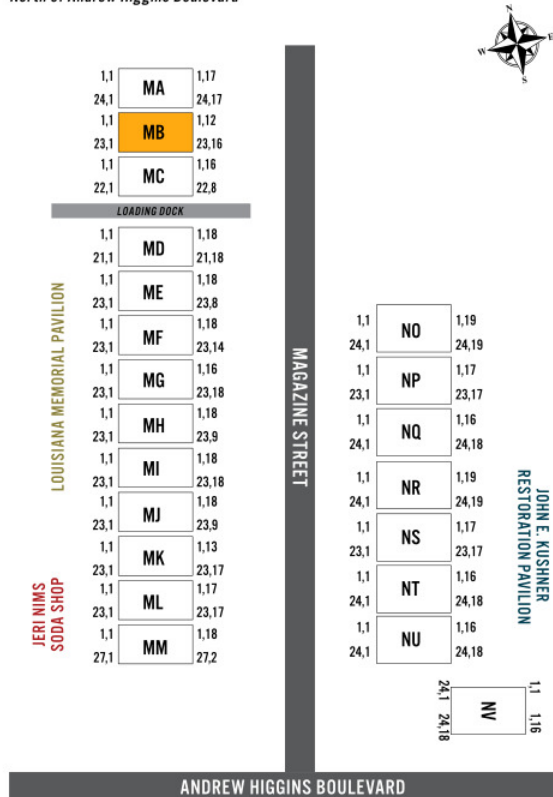 North of Andrew Higgins Boulevard
N
W E
S
1,1 MA 1,17
24,1 24,17
1,1 MB 1,12
23,1 23,16
1,1 MC 1,16
22,1 22,8
LOADING DOCK
1,1 MD 1,18
21,1 21,18
1,1 ME 1,18
23,1 23,8
1,1 MF 1,18
23,1 23,14
1,1 MG 1,16
23,1 23,18
1,1 MH 1,18
23,1 23,9
1,1 MI 1,18
23,1 23,18
1,1 MJ 1,18
23,1 23,9
1,1 MK 1,13
23,1 23,17
1,1 ML 1,17
23,1 23,17
1,1 MM 1,18
27,1 27,2
LOUISIANA MEMORIAL PAVILION
JERI NIMS
SODA SHOP
MAGAZINE STREET
1,1 NO 1,19
24,1 24,19
1,1 NP 1,17
23,1 23,17
1,1 NQ 1,16
24,1 24,18
1,1 NR 1,19
24,1 24,19
1,1 NS 1,17
23,1 23,17
1,1 NT 1,16
24,1 24,18
1,1 NU 1,16
24,1 24,18
1,1 NV 1,16
24,1 24,18
JOHN E. KUSHNER
RESTORATION PAVILION
ANDREW HIGGINS BOULEVARD